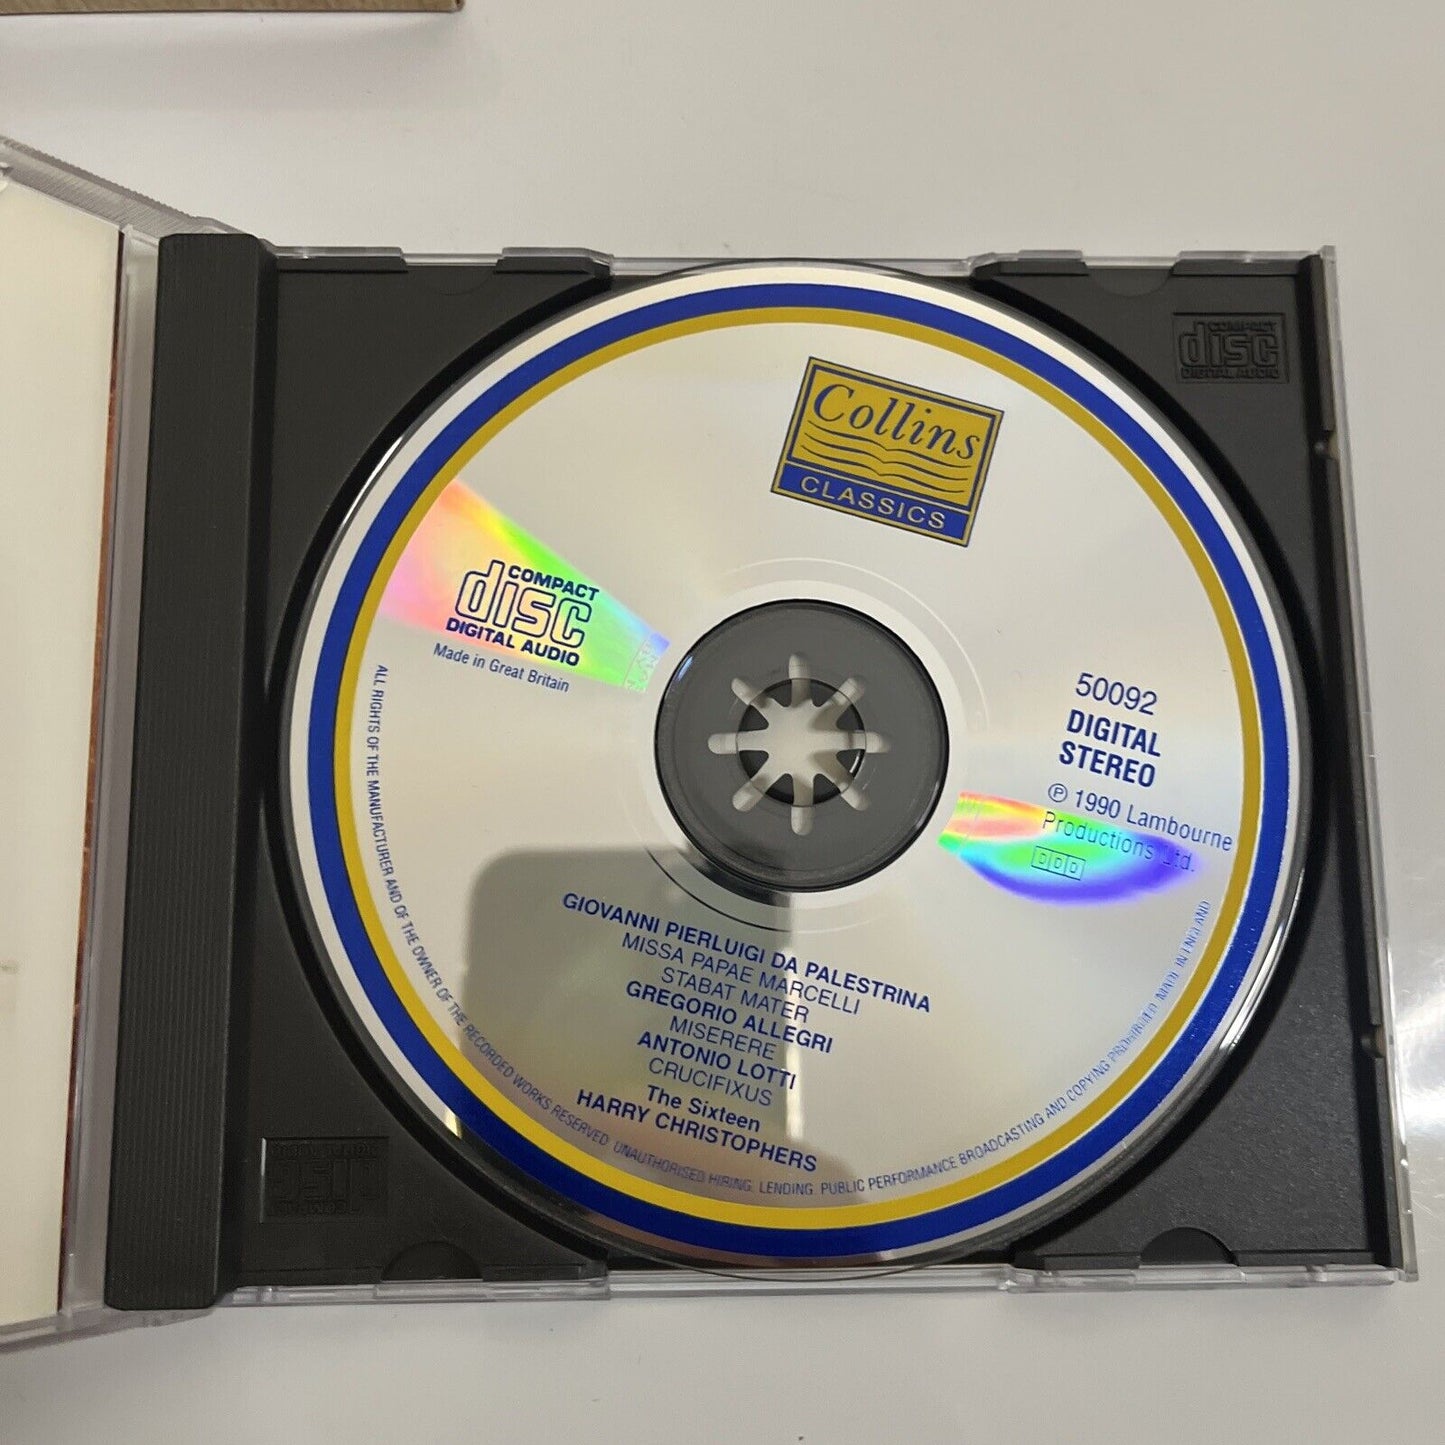 Collins
CLASSICS
COMPACT
disc
DIGITAL AUDIO
COMPACT
disc
DIGITAL AUDIO
Made in Great Britain
50092
DIGITAL
STEREO
℗ 1990 Lambourne
Productions Ltd.
DDD
GIOVANNI PIERLUIGI DA PALESTRINA
MISSA PAPAE MARCELLI
STABAT MATER
GREGORIO ALLEGRI
MISERERE
ANTONIO LOTTI
CRUCIFIXUS
The Sixteen
HARRY CHRISTOPHERS
ALL RIGHTS OF THE MANUFACTURER AND OF THE OWNER OF THE RECORDED WORKS RESERVED. UNAUTHORISED HIRING, LENDING, PUBLIC PERFORMANCE BROADCASTING AND COPYING PROHIBITED. MADE IN ENGLAND